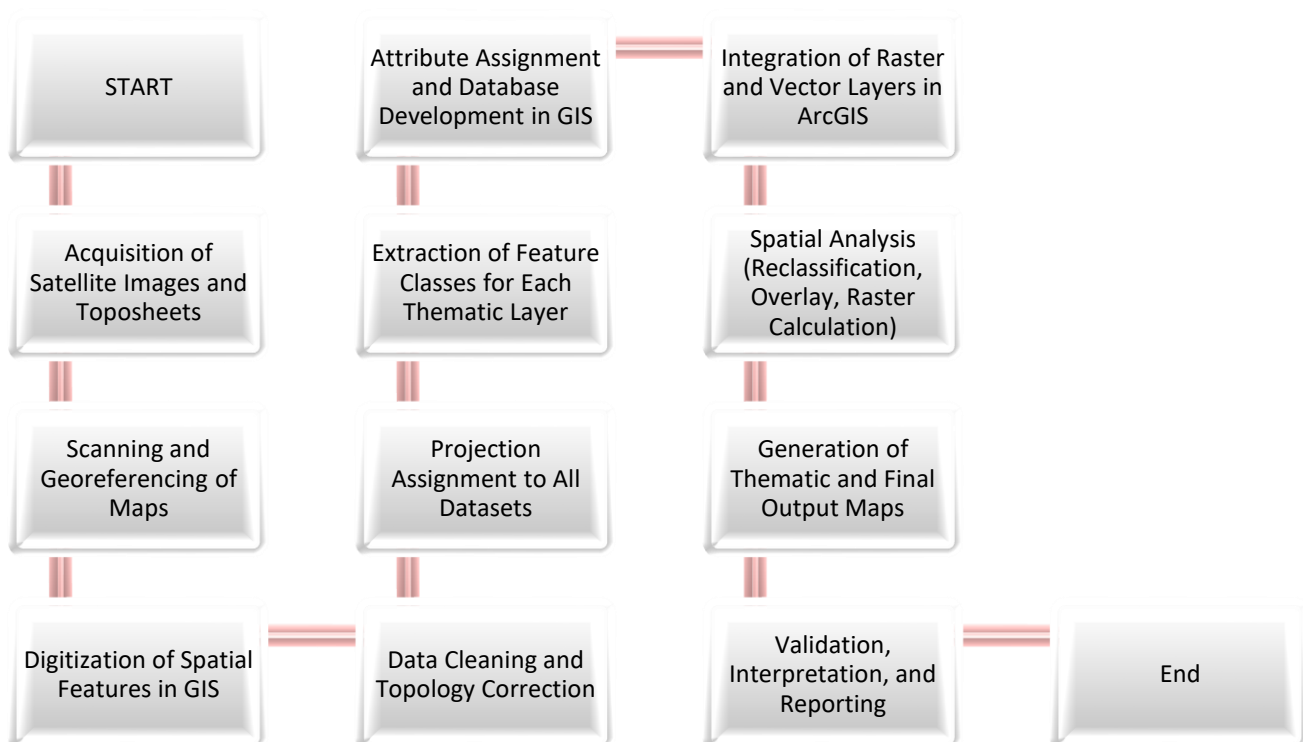 START
Acquisition of
Satellite Images and
Toposheets
Scanning and
Georeferencing of
Maps
Digitization of Spatial
Features in GIS
Data Cleaning and
Topology Correction
Projection
Assignment to All
Datasets
Extraction of Feature
Classes for Each
Thematic Layer
Attribute Assignment
and Database
Development in GIS
Integration of Raster
and Vector Layers in
ArcGIS
Spatial Analysis
(Reclassification,
Overlay, Raster
Calculation)
Generation of
Thematic and Final
Output Maps
Validation,
Interpretation, and
Reporting
End